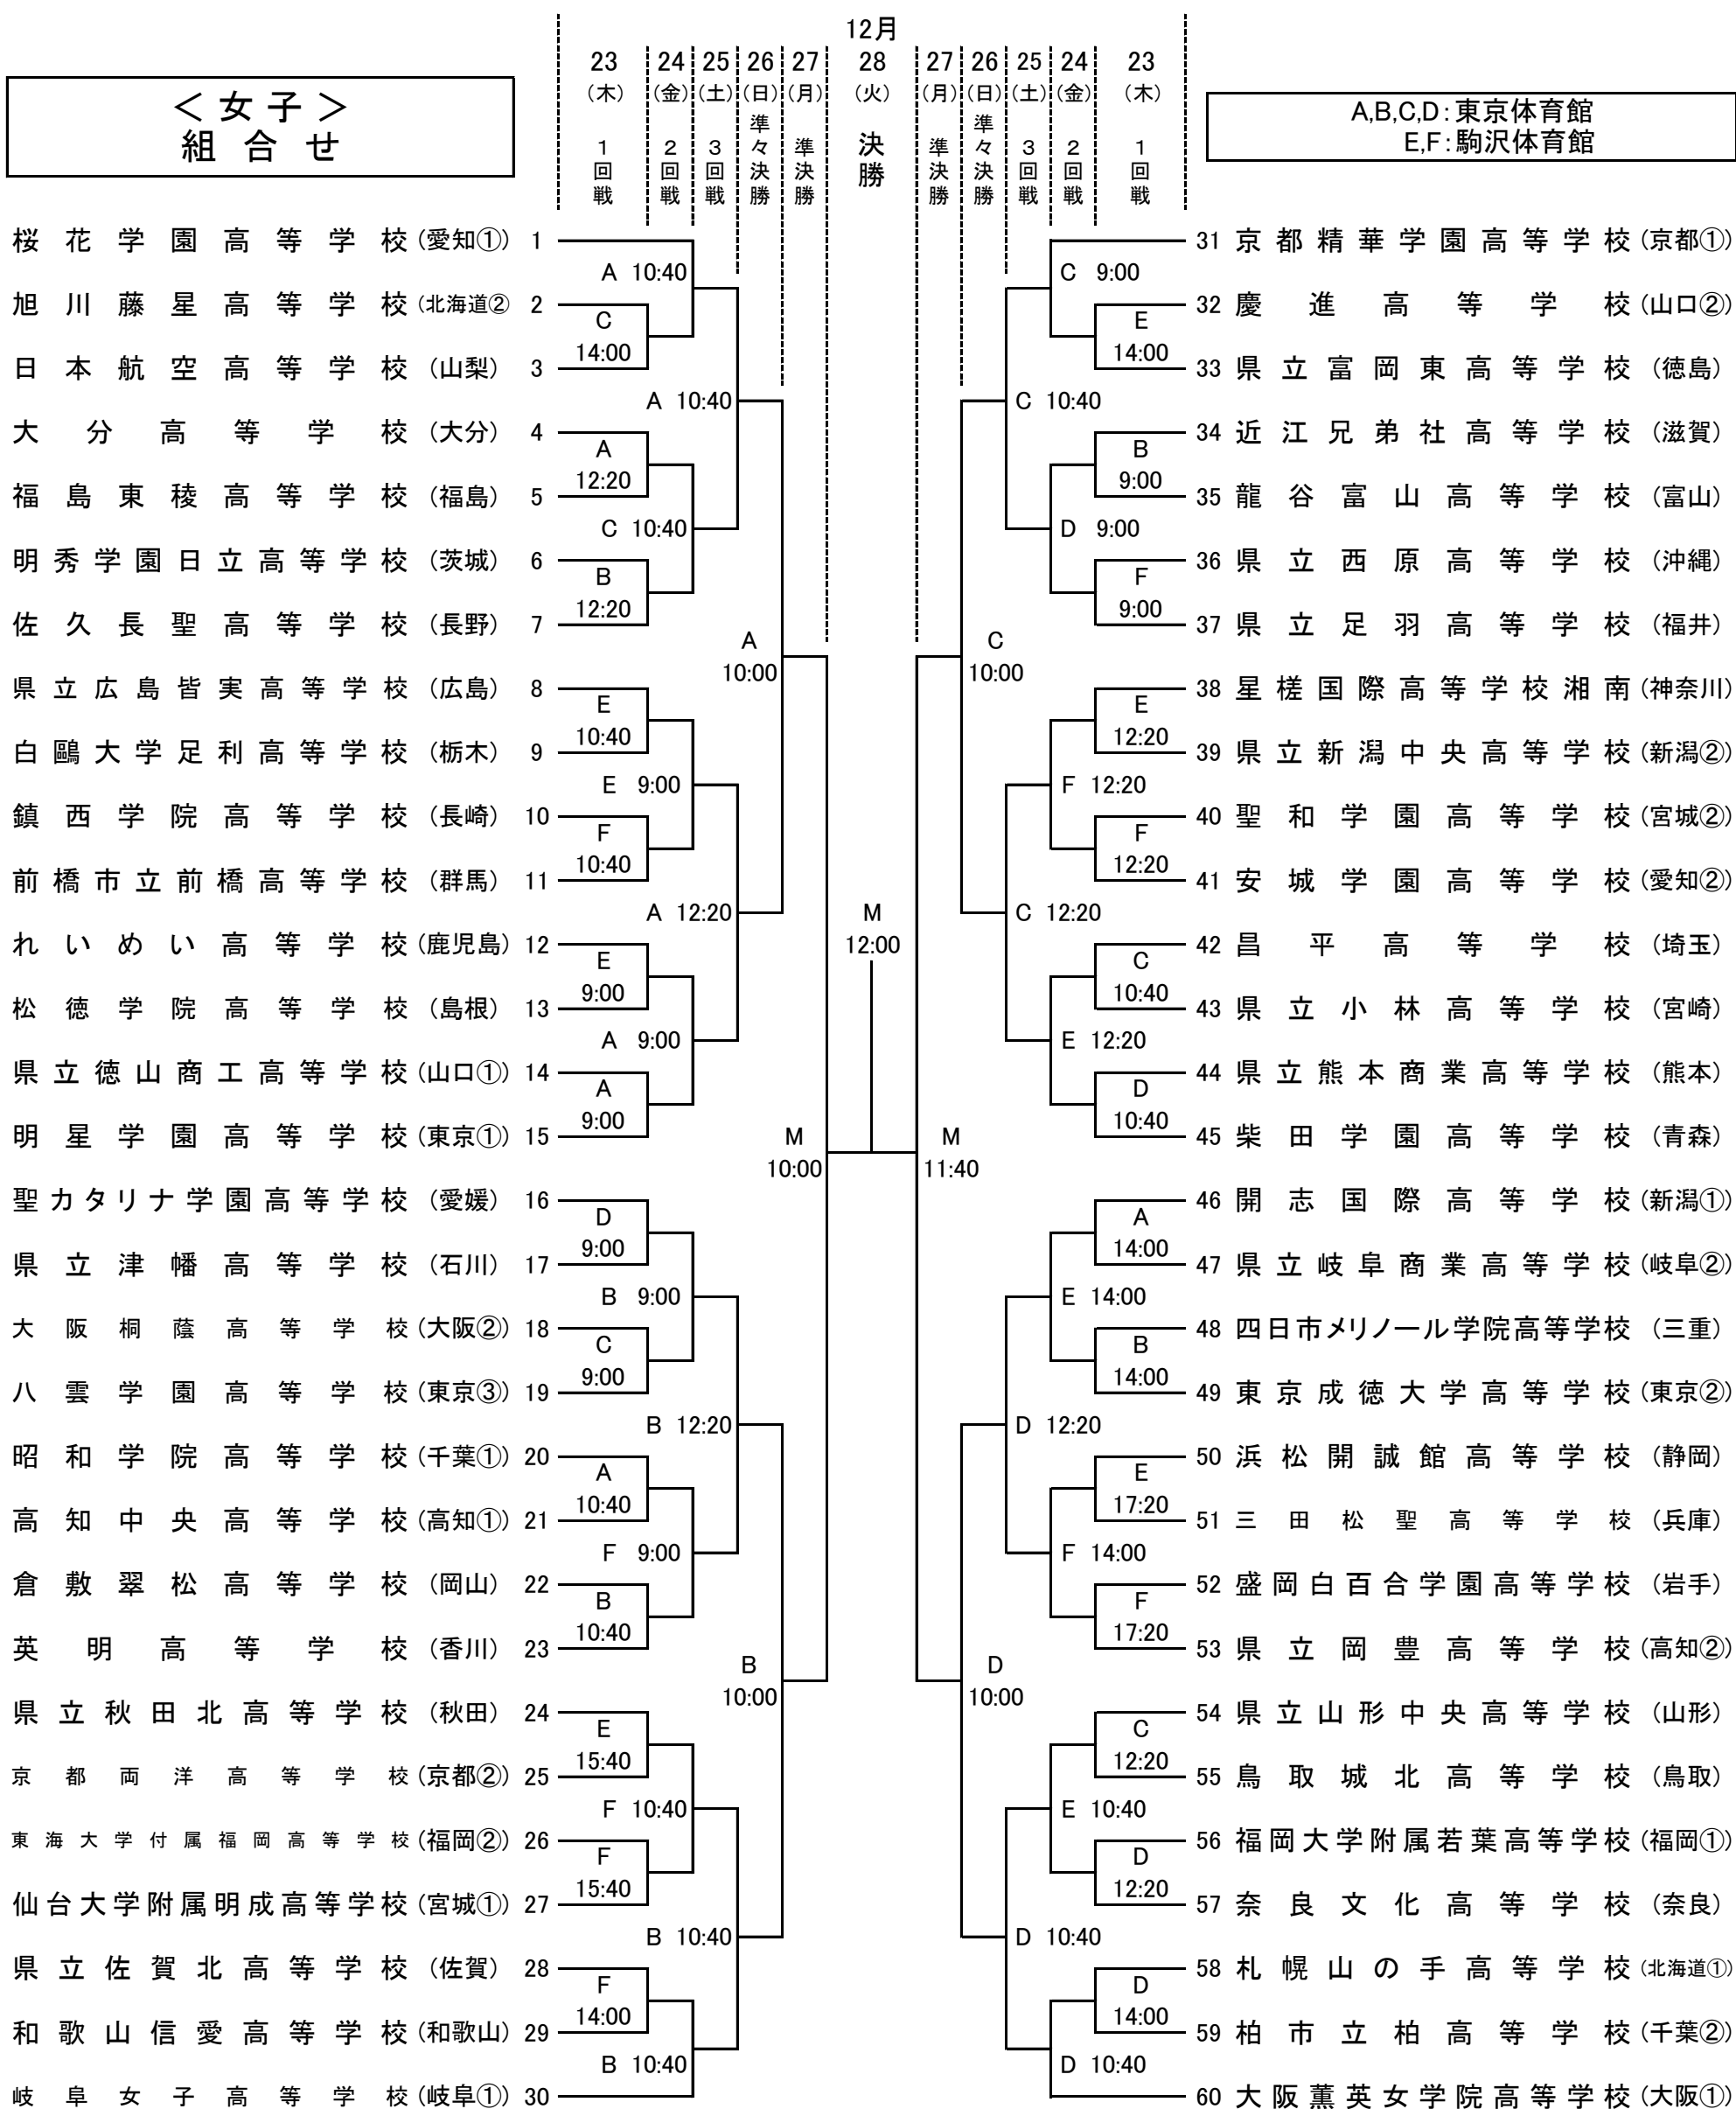 12月
23 24 25 26 27 28 27 26 25 24 23
（木） （金） （土） （日） （月） （火） （月） （日） （土） （金） （木）
1回戦 2回戦 3回戦 準々決勝 準決勝 決勝 準決勝 準々決勝 3回戦 2回戦 1回戦
＜女子＞
組合せ
A,B,C,D：東京体育館
E,F：駒沢体育館
桜花学園高等学校（愛知①） 1
A 10:40
旭川藤星高等学校（北海道② 2
C
14:00
日本航空高等学校（山梨） 3
A 10:40
大分高等学校（大分） 4
A
12:20
福島東稜高等学校（福島） 5
C 10:40
明秀学園日立高等学校（茨城） 6
B
12:20
佐久長聖高等学校（長野） 7
A
10:00
県立広島皆実高等学校（広島） 8
E
10:40
白鷗大学足利高等学校（栃木） 9
E 9:00
鎮西学院高等学校（長崎） 10
F
10:40
前橋市立前橋高等学校（群馬） 11
A 12:20
れいめい高等学校（鹿児島） 12
E
9:00
松徳学院高等学校（島根） 13
A 9:00
県立徳山商工高等学校（山口①） 14
A
9:00
明星学園高等学校（東京①） 15
M
10:00
聖カタリナ学園高等学校（愛媛） 16
D
9:00
県立津幡高等学校（石川） 17
B 9:00
大阪桐蔭高等学校（大阪②） 18
C
9:00
八雲学園高等学校（東京③） 19
B 12:20
昭和学院高等学校（千葉①） 20
A
10:40
高知中央高等学校（高知①） 21
F 9:00
倉敷翠松高等学校（岡山） 22
B
10:40
英明高等学校（香川） 23
B
10:00
県立秋田北高等学校（秋田） 24
E
15:40
京都両洋高等学校（京都②） 25
F 10:40
東海大学付属福岡高等学校（福岡②） 26
F
15:40
仙台大学附属明成高等学校（宮城①） 27
B 10:40
県立佐賀北高等学校（佐賀） 28
F
14:00
和歌山信愛高等学校（和歌山） 29
B 10:40
岐阜女子高等学校（岐阜①） 30
M
12:00
31 京都精華学園高等学校（京都①）
C 9:00
32 慶進高等学校（山口②）
E
14:00
33 県立富岡東高等学校（徳島）
C 10:40
34 近江兄弟社高等学校（滋賀）
B
9:00
35 龍谷富山高等学校（富山）
D 9:00
36 県立西原高等学校（沖縄）
F
9:00
37 県立足羽高等学校（福井）
C
10:00
38 星槎国際高等学校湘南（神奈川）
E
12:20
39 県立新潟中央高等学校（新潟②）
F 12:20
40 聖和学園高等学校（宮城②）
F
12:20
41 安城学園高等学校（愛知②）
C 12:20
42 昌平高等学校（埼玉）
C
10:40
43 県立小林高等学校（宮崎）
E 12:20
44 県立熊本商業高等学校（熊本）
D
10:40
45 柴田学園高等学校（青森）
M
11:40
46 開志国際高等学校（新潟①）
A
14:00
47 県立岐阜商業高等学校（岐阜②）
E 14:00
48 四日市メリノール学院高等学校（三重）
B
14:00
49 東京成徳大学高等学校（東京②）
D 12:20
50 浜松開誠館高等学校（静岡）
E
17:20
51 三田松聖高等学校（兵庫）
F 14:00
52 盛岡白百合学園高等学校（岩手）
F
17:20
53 県立岡豊高等学校（高知②）
D
10:00
54 県立山形中央高等学校（山形）
C
12:20
55 鳥取城北高等学校（鳥取）
E 10:40
56 福岡大学附属若葉高等学校（福岡①）
D
12:20
57 奈良文化高等学校（奈良）
D 10:40
58 札幌山の手高等学校（北海道①）
D
14:00
59 柏市立柏高等学校（千葉②）
D 10:40
60 大阪薫英女学院高等学校（大阪①）